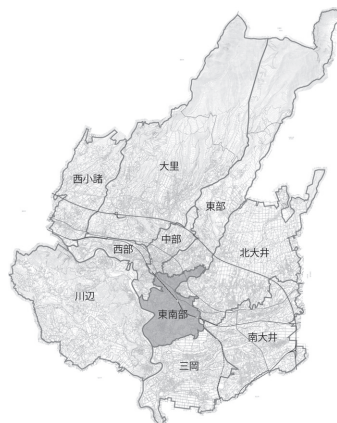 大里
西小諸
東部
中部
西部
北大井
川辺
東南部
南大井
三岡